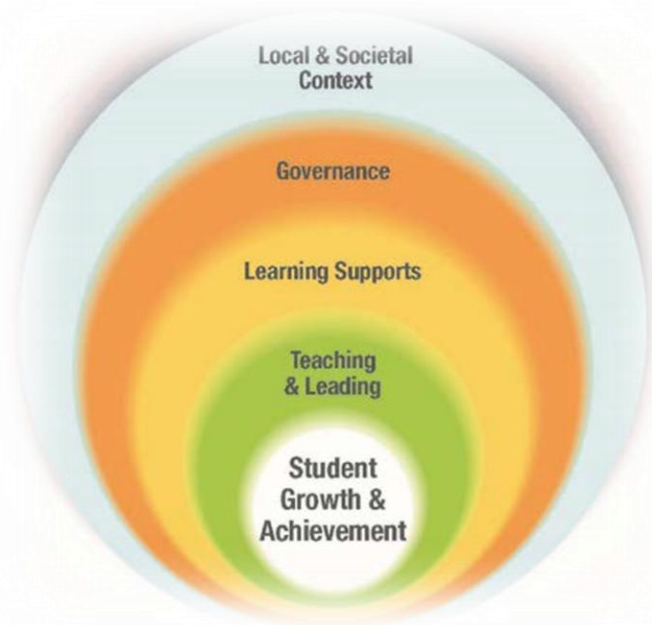 Local & Societal
Context
Governance
Learning Supports
Teaching
& Leading
Student
Growth &
Achievement